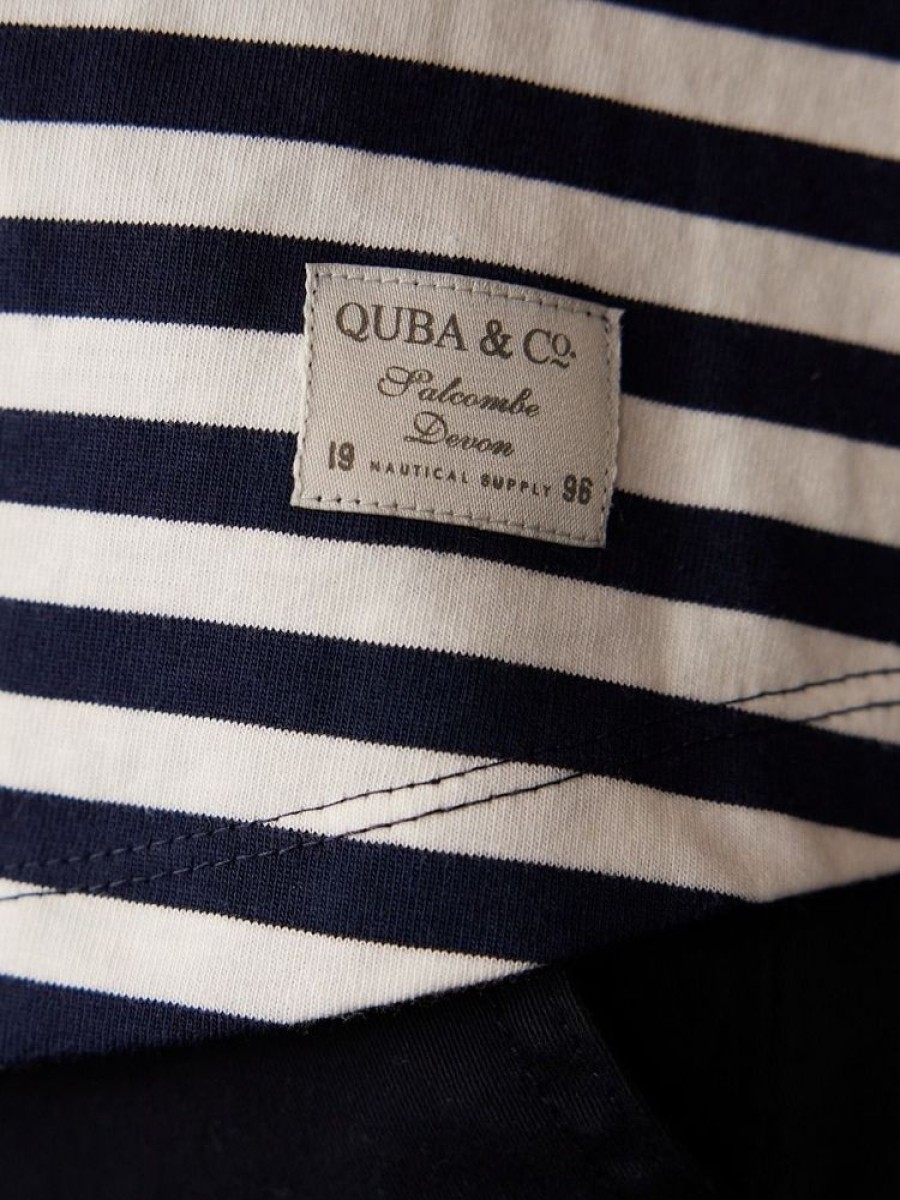 QUBA & Co.
Salcombe
Devon
19 NAUTICAL SUPPLY 96